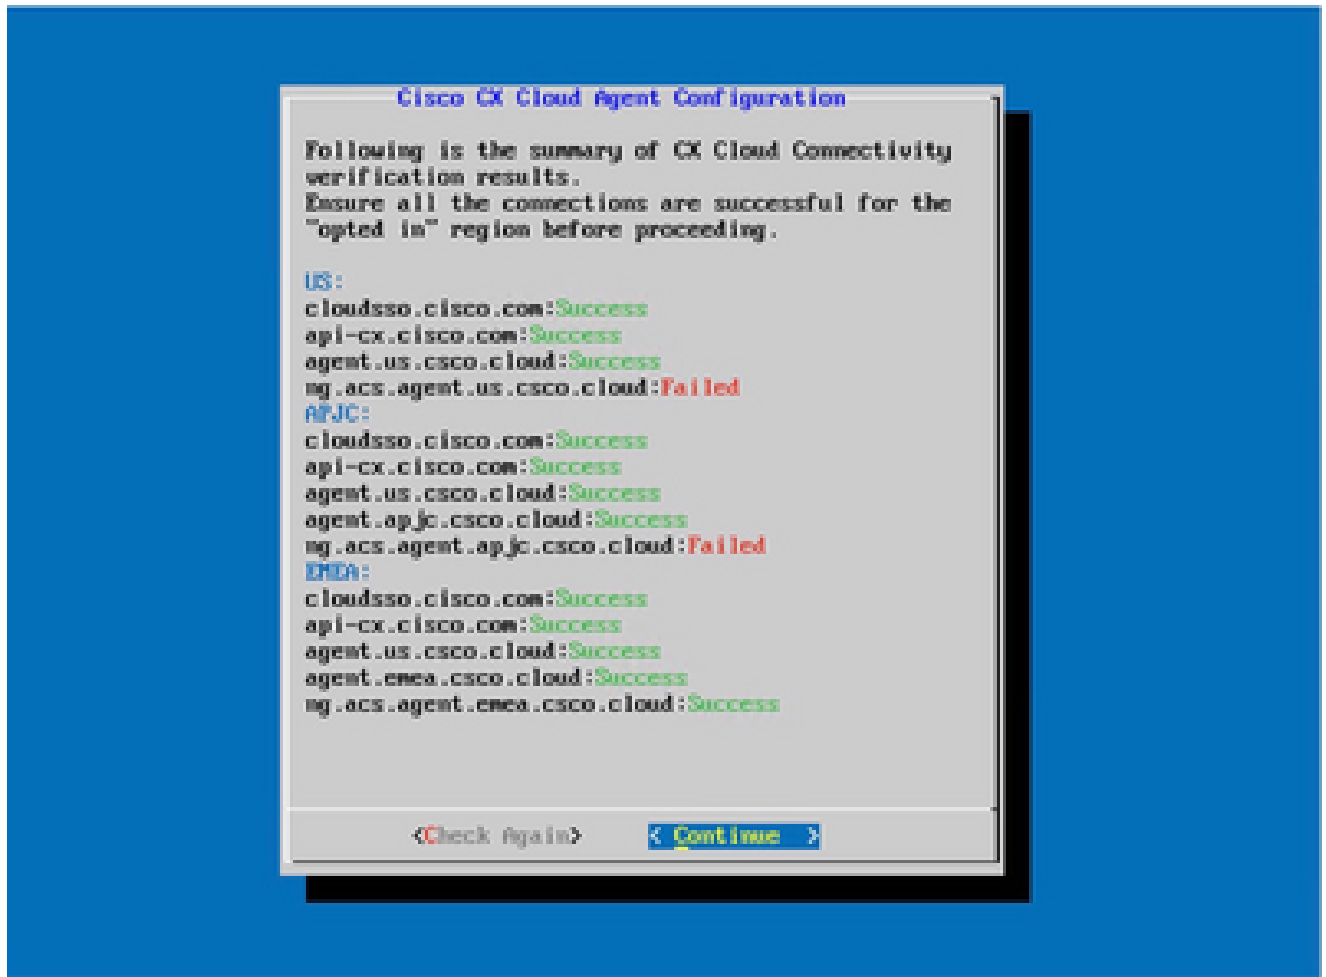 Cisco CX Cloud Agent Configuration
Following is the summary of CX Cloud Connectivity
verification results.
Ensure all the connections are successful for the
"opted in" region before proceeding.
US:
cloudsso.cisco.com:Success
api-cx.cisco.com:Success
agent.us.csco.cloud:Success
ng.acs.agent.us.csco.cloud:Failed
APJC:
cloudsso.cisco.com:Success
api-cx.cisco.com:Success
agent.us.csco.cloud:Success
agent.apjc.csco.cloud:Success
ng.acs.agent.apjc.csco.cloud:Failed
EMEA:
cloudsso.cisco.com:Success
api-cx.cisco.com:Success
agent.us.csco.cloud:Success
agent.emea.csco.cloud:Success
ng.acs.agent.emea.csco.cloud:Success
<Check Again> < Continue >